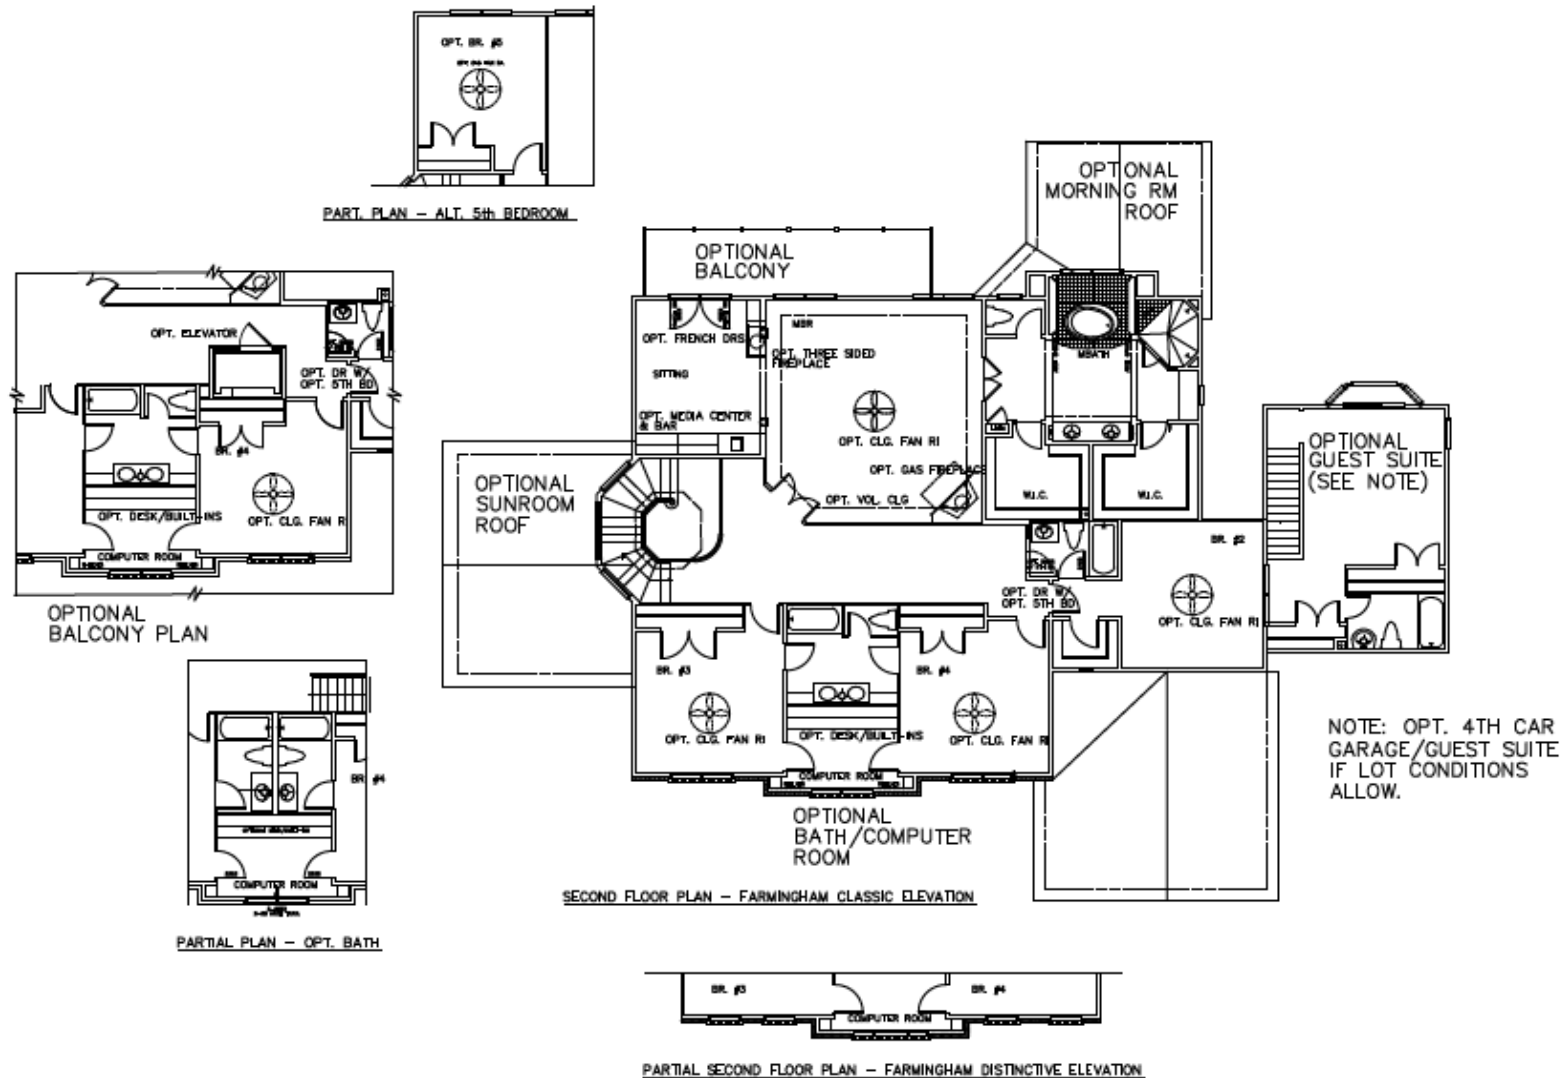 OPT. BR. #5
PART. PLAN - ALT. 5th BEDROOM
OPT. ELEVATOR
OPT. DR W/
OPT. 5TH BD
BR. #4
OPT. DESK/BUILT-INS
OPT. CLG. FAN RI
COMPUTER ROOM
OPTIONAL
BALCONY PLAN
BR. #4
COMPUTER ROOM
PARTIAL PLAN - OPT. BATH
OPTIONAL
MORNING RM
ROOF
OPTIONAL
BALCONY
MBR
OPT. FRENCH DRS
OPT. THREE SIDED
FIREPLACE
MBATH
SITTING
OPT. MEDIA CENTER
& BAR
OPT. CLG. FAN RI
OPT. GAS FIREPLACE
OPT. VOL. CLG
W.I.C.
W.I.C.
OPTIONAL
SUNROOM
ROOF
OPTIONAL
GUEST SUITE
(SEE NOTE)
BR. #2
OPT. DR W/
OPT. 5TH BD
OPT. CLG. FAN RI
BR. #3
BR. #4
OPT. CLG. FAN RI
OPT. DESK/BUILT-INS
OPT. CLG. FAN RI
COMPUTER ROOM
OPTIONAL
BATH/COMPUTER
ROOM
NOTE: OPT. 4TH CAR
GARAGE/GUEST SUITE
IF LOT CONDITIONS
ALLOW.
SECOND FLOOR PLAN - FARMINGHAM CLASSIC ELEVATION
BR. #3
BR. #4
COMPUTER ROOM
PARTIAL SECOND FLOOR PLAN - FARMINGHAM DISTINCTIVE ELEVATION